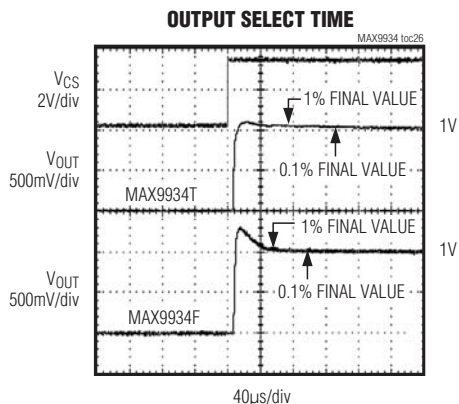 OUTPUT SELECT TIME
MAX9934 toc26
VCS
2V/div
1% FINAL VALUE
1V
VOUT
500mV/div
0.1% FINAL VALUE
MAX9934T
1% FINAL VALUE
1V
VOUT
500mV/div
0.1% FINAL VALUE
MAX9934F
40µs/div